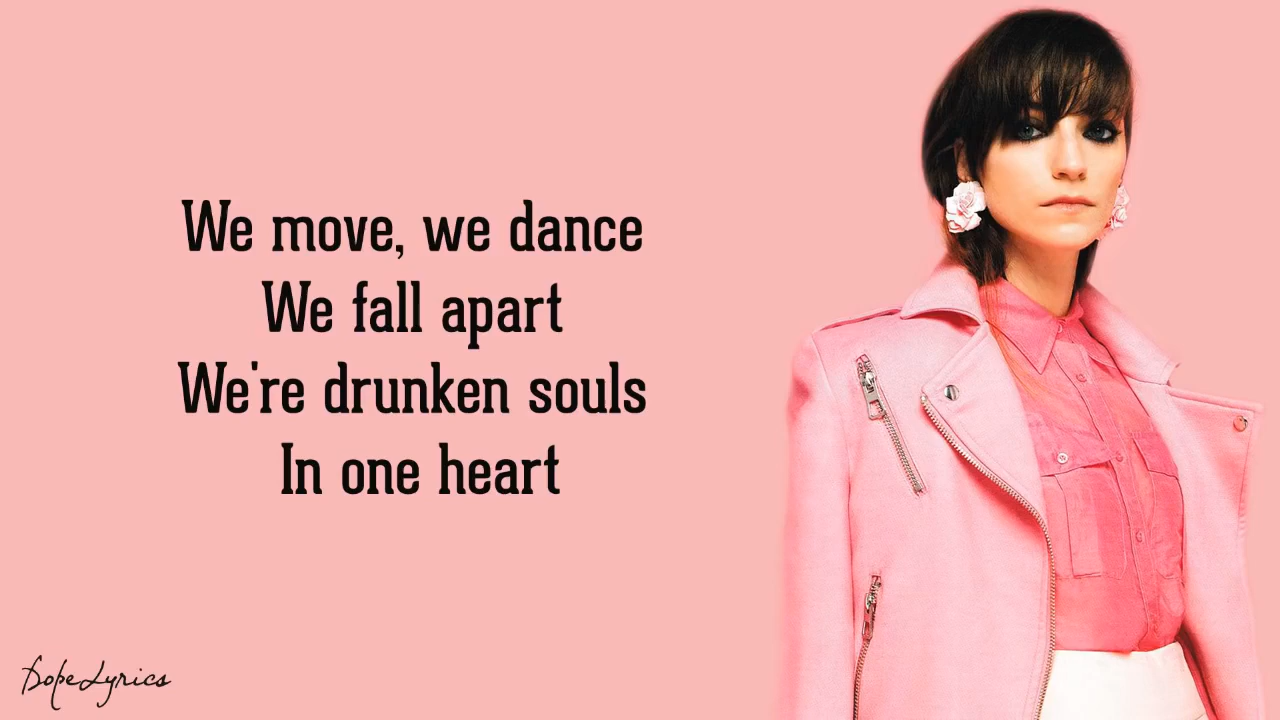 We move, we dance
We fall apart
We're drunken souls
In one heart
DopeLyrics